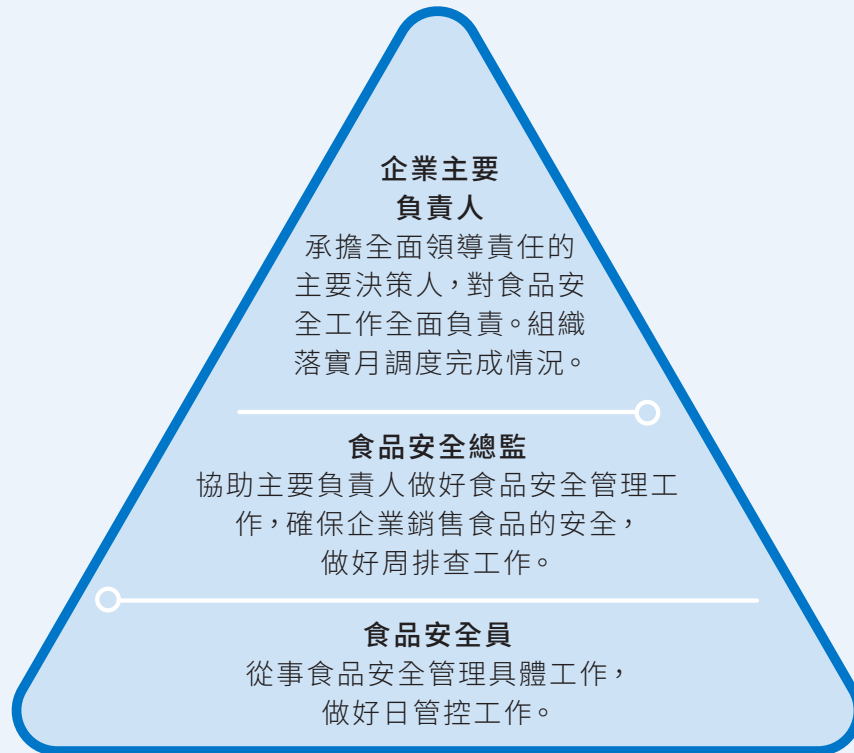 企業主要
負責人
承擔全面領導責任的
主要決策人，對食品安
全工作全面負責。組織
落實月調度完成情況。
食品安全總監
協助主要負責人做好食品安全管理工
作，確保企業銷售食品的安全，
做好周排查工作。
食品安全員
從事食品安全管理具體工作，
做好日管控工作。